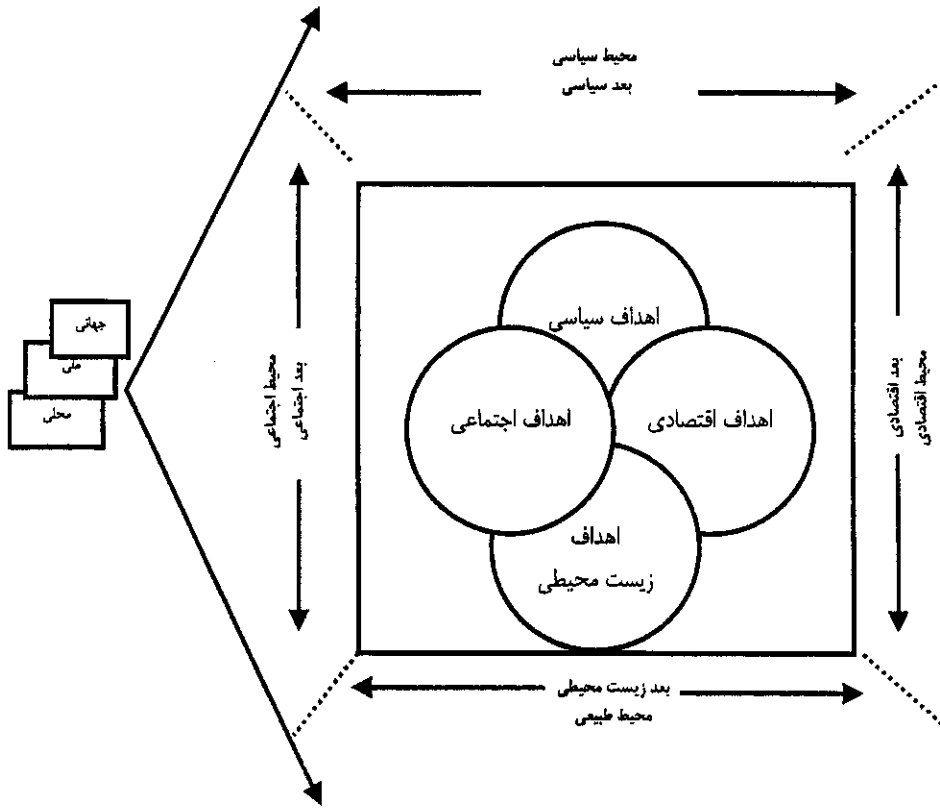 محیط سیاسی
بعد سیاسی
جهانی
ملی
محلی
محیط اجتماعی
بعد اجتماعی
اهداف سیاسی
اهداف اجتماعی
اهداف اقتصادی
اهداف
زیست محیطی
بعد اقتصادی
محیط اقتصادی
بعد زیست محیطی
محیط طبیعی